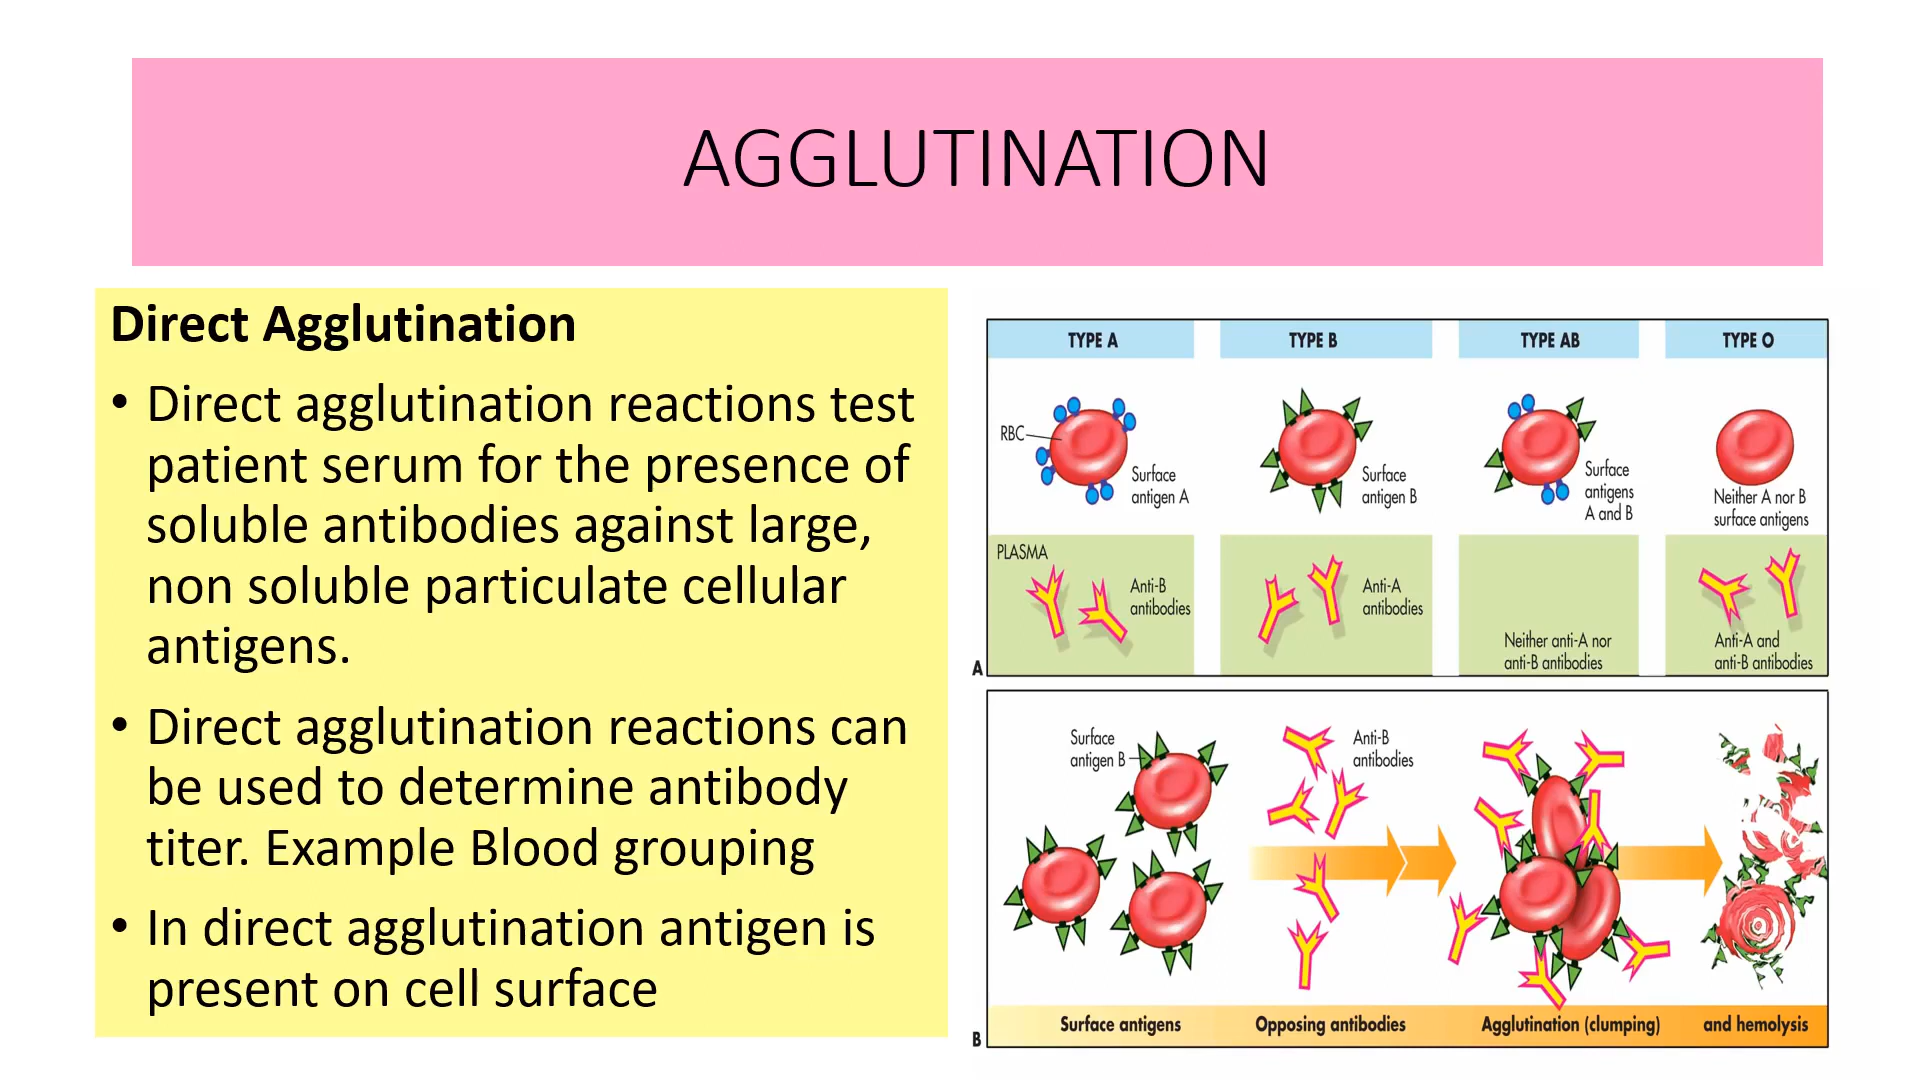 AGGLUTINATION
Direct Agglutination
• Direct agglutination reactions test
patient serum for the presence of
soluble antibodies against large,
non soluble particulate cellular
antigens.
• Direct agglutination reactions can
be used to determine antibody
titer. Example Blood grouping
• In direct agglutination antigen is
present on cell surface
TYPE A
TYPE B
TYPE AB
TYPE O
RBC
Surface
antigen A
Surface
antigen B
Surface
antigens
A and B
Neither A nor B
surface antigens
PLASMA
Anti-B
antibodies
Anti-A
antibodies
Neither anti-A nor
anti-B antibodies
Anti-A and
anti-B antibodies
A
Surface
antigen B
Anti-B
antibodies
Surface antigens
Opposing antibodies
Agglutination (clumping)
and hemolysis
B